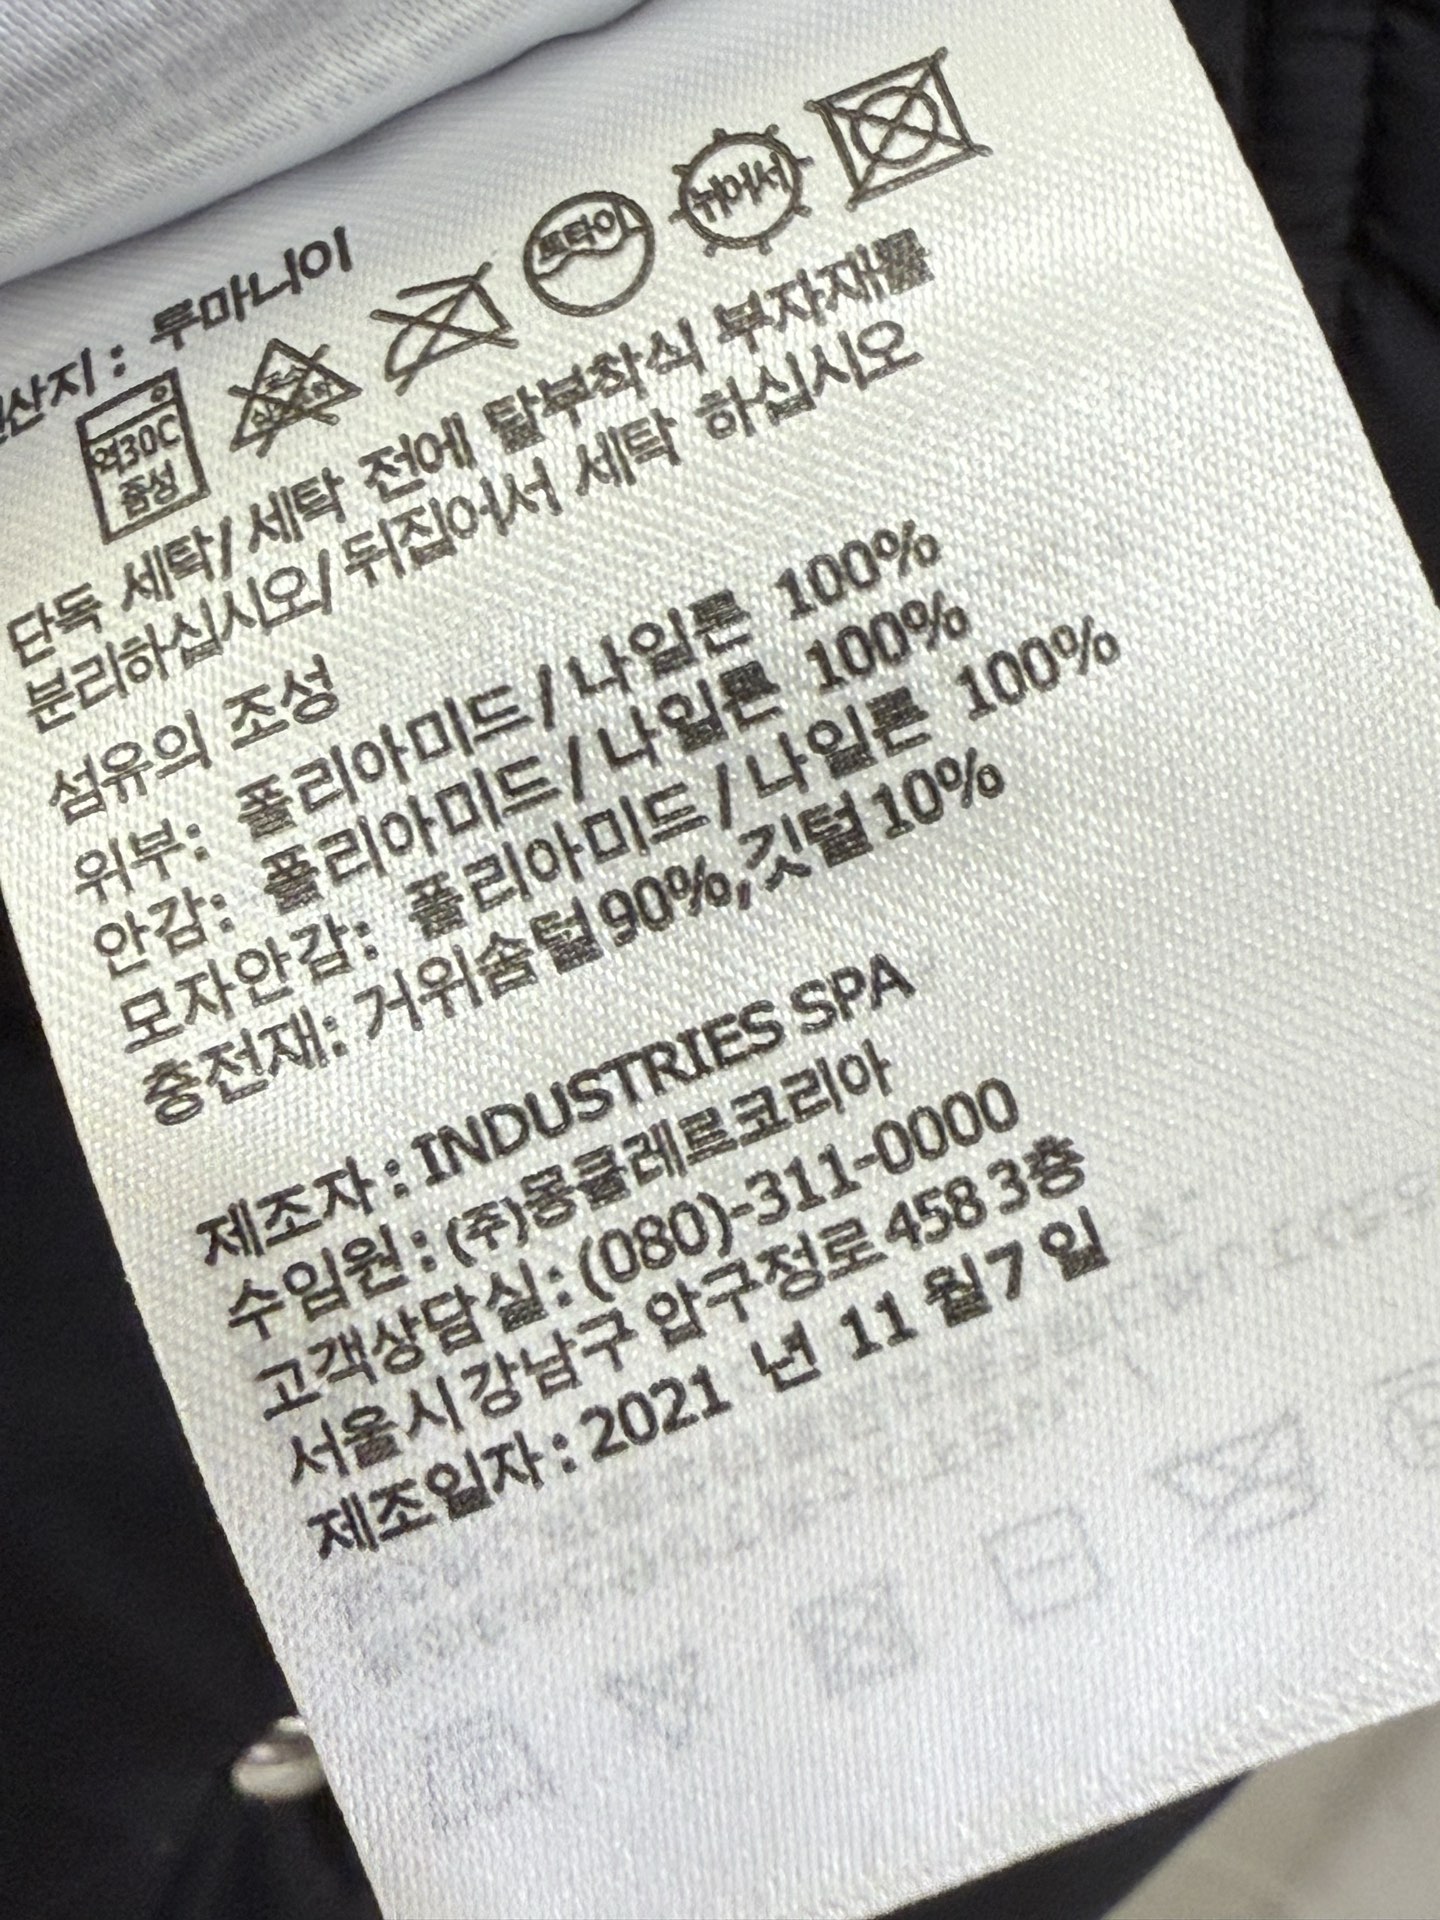 산지 : 루마니이
약30℃
중성
드라이
뉘어서
단독 세탁/ 세탁 전에 탈부착식 부자재를
분리하십시오/ 뒤집어서 세탁 하십시오
섬유의 조성
위부: 폴리아미드 / 나일론 100%
안감: 폴리아미드 / 나일론 100%
모자안감: 폴리아미드 / 나일론 100%
충전재: 거위솜털 90%,깃털 10%
제조자 : INDUSTRIES SPA
수입원 : (주)몽클레르코리아
고객상담실: (080)-311-0000
서울시 강남구 압구정로 458 3층
제조일자 : 2021 년 11 월 7 일